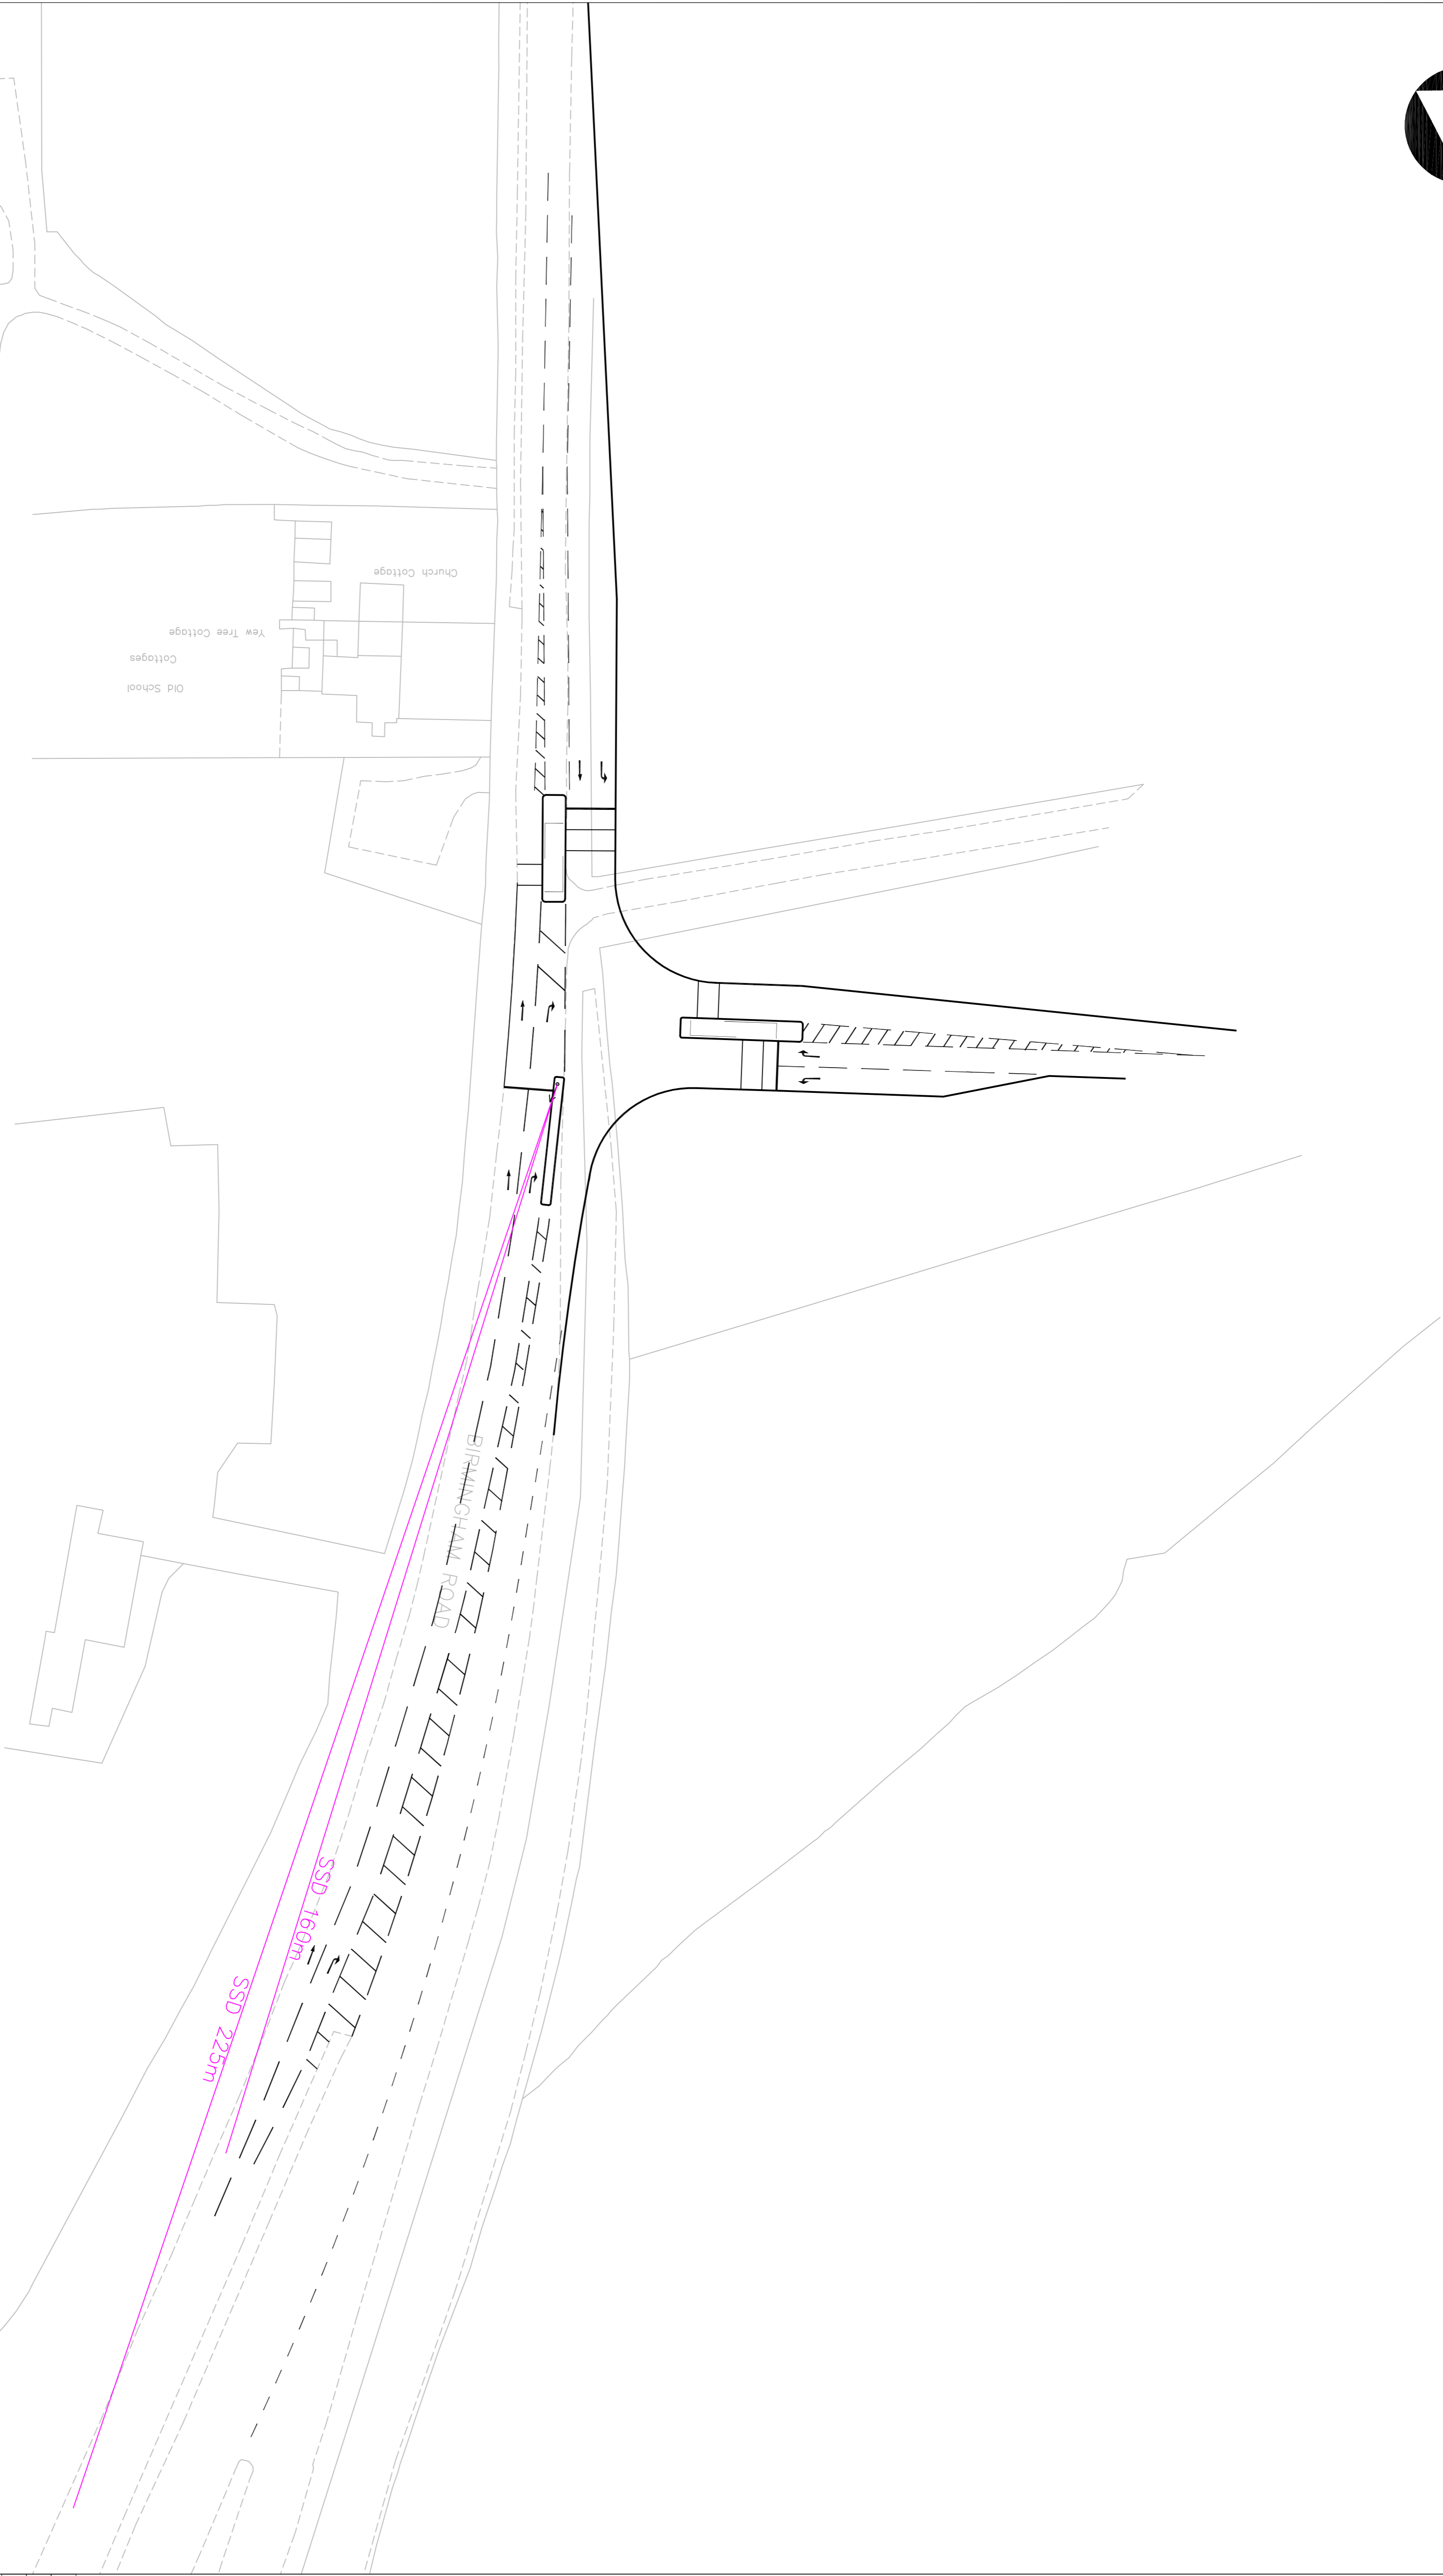 Church Cottage
Yew Tree Cottage
Old School
Cottages
BIRMINGHAM ROAD
SSD 160m
SSD 225m